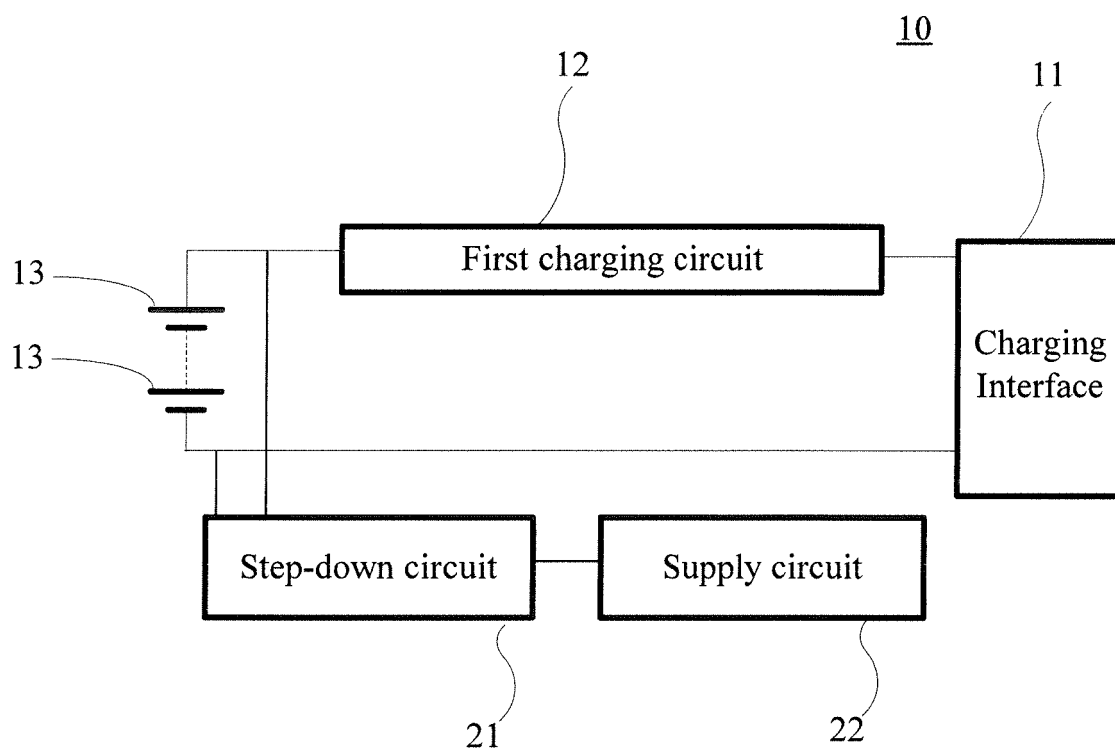 10
12
11
First charging circuit
13
13
Charging
Interface
Step-down circuit
Supply circuit
21
22